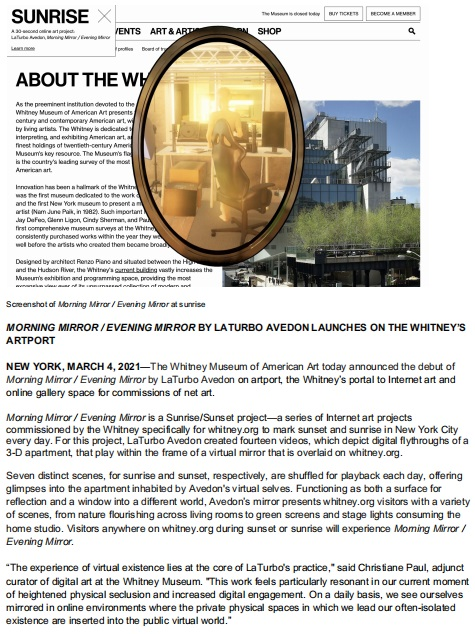 SUNRISE
A 30-second online art project:
LaTurbo Avedon, Morning Mirror / Evening Mirror
Learn more
The Museum is closed today
BUY TICKETS
BECOME A MEMBER
VENTS ART & ARTI
SHOP
profiles Board of
ABOUT THE WH
As the preeminent institution devoted to the
Whitney Museum of American Art presents
century and contemporary American art, wi
by living artists. The Whitney is dedicated t
interpreting, and exhibiting American art, a
finest holdings of twentieth-century Ameri
Museum's key resource. The Museum's fla
is the country's leading survey of the most
American art.
Innovation has been a hallmark of the Whitne
was the first museum dedicated to the work o
and the first New York museum to present a m
artist (Nam June Paik, in 1982). Such important
Jay DeFeo, Glenn Ligon, Cindy Sherman, and Pau
first comprehensive museum surveys at the Whitney
consistently purchased works within the year they we
well before the artists who created them became broadly
Designed by architect Renzo Piano and situated between the High
and the Hudson River, the Whitney's current building vastly increases the
Museum's exhibition and programming space, providing the most
expansive view ever of its unsurpassed collection of modern and
Screenshot of Morning Mirror / Evening Mirror at sunrise
MORNING MIRROR / EVENING MIRROR BY LATURBO AVEDON LAUNCHES ON THE WHITNEY'S
ARTPORT
NEW YORK, MARCH 4, 2021—The Whitney Museum of American Art today announced the debut of
Morning Mirror / Evening Mirror by LaTurbo Avedon on artport, the Whitney's portal to Internet art and
online gallery space for commissions of net art.
Morning Mirror / Evening Mirror is a Sunrise/Sunset project—a series of Internet art projects
commissioned by the Whitney specifically for whitney.org to mark sunset and sunrise in New York City
every day. For this project, LaTurbo Avedon created fourteen videos, which depict digital flythroughs of a
3-D apartment, that play within the frame of a virtual mirror that is overlaid on whitney.org.
Seven distinct scenes, for sunrise and sunset, respectively, are shuffled for playback each day, offering
glimpses into the apartment inhabited by Avedon's virtual selves. Functioning as both a surface for
reflection and a window into a different world, Avedon's mirror presents whitney.org visitors with a variety
of scenes, from nature flourishing across living rooms to green screens and stage lights consuming the
home studio. Visitors anywhere on whitney.org during sunset or sunrise will experience Morning Mirror /
Evening Mirror.
"The experience of virtual existence lies at the core of LaTurbo's practice," said Christiane Paul, adjunct
curator of digital art at the Whitney Museum. "This work feels particularly resonant in our current moment
of heightened physical seclusion and increased digital engagement. On a daily basis, we see ourselves
mirrored in online environments where the private physical spaces in which we lead our often-isolated
existence are inserted into the public virtual world."